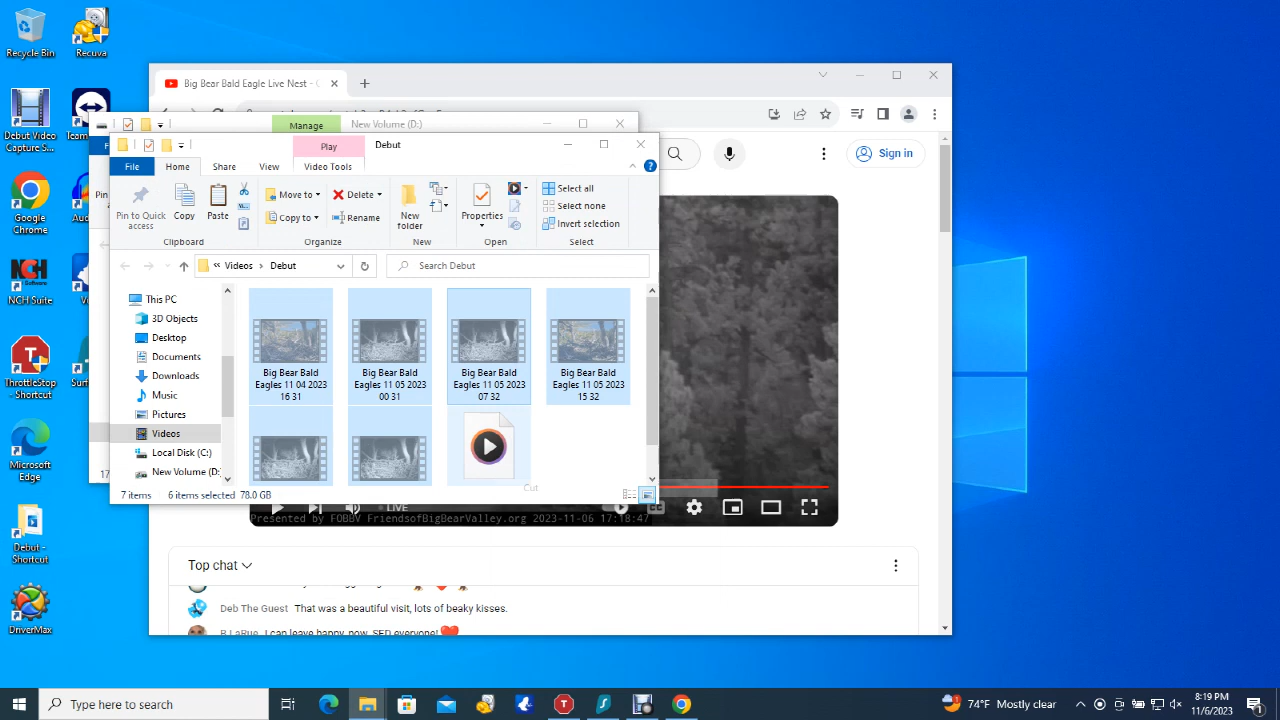 Recycle Bin
Recuva
Debut Video
Capture S...
Team
Google
Chrome
Aud
NCH Suite
ThrottleStop
- Shortcut
Surf
Microsoft
Edge
Debut -
Shortcut
DriverMax
Big Bear Bald Eagle Live Nest - C
Manage
New Volume (D:)
Sign in
Play
Debut
File
Home
Share
View
Video Tools
Pin to Quick
access
Copy
Paste
Move to
Copy to
Delete
Rename
New
folder
Properties
Select all
Select none
Invert selection
Clipboard
Organize
New
Open
Select
Videos
Debut
Search Debut
This PC
3D Objects
Desktop
Documents
Downloads
Music
Pictures
Videos
Local Disk (C:)
New Volume (D:
Big Bear Bald
Eagles 11 04 2023
16 31
Big Bear Bald
Eagles 11 05 2023
00 31
Big Bear Bald
Eagles 11 05 2023
07 32
Big Bear Bald
Eagles 11 05 2023
15 32
Cut
7 items
6 items selected
78.0 GB
17
LIVE
Presented by FOBBV FriendsofBigBearValley.org 2023-11-06 17:18:47
Top chat
Deb The Guest That was a beautiful visit, lots of beaky kisses.
B LaRue I can leave happy now. SED everyone!
Type here to search
74°F Mostly clear
8:19 PM
11/6/2023
1